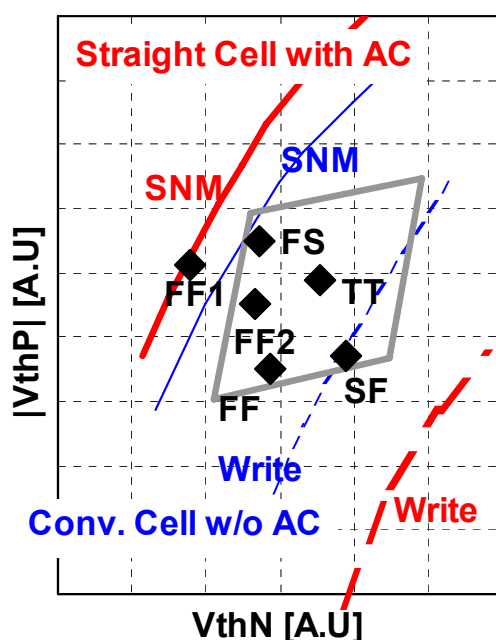 Straight Cell with AC
SNM
SNM
FS
FF1
TT
FF2
FF
SF
Write
Write
Conv. Cell w/o AC
|VthP| [A.U]
VthN [A.U]